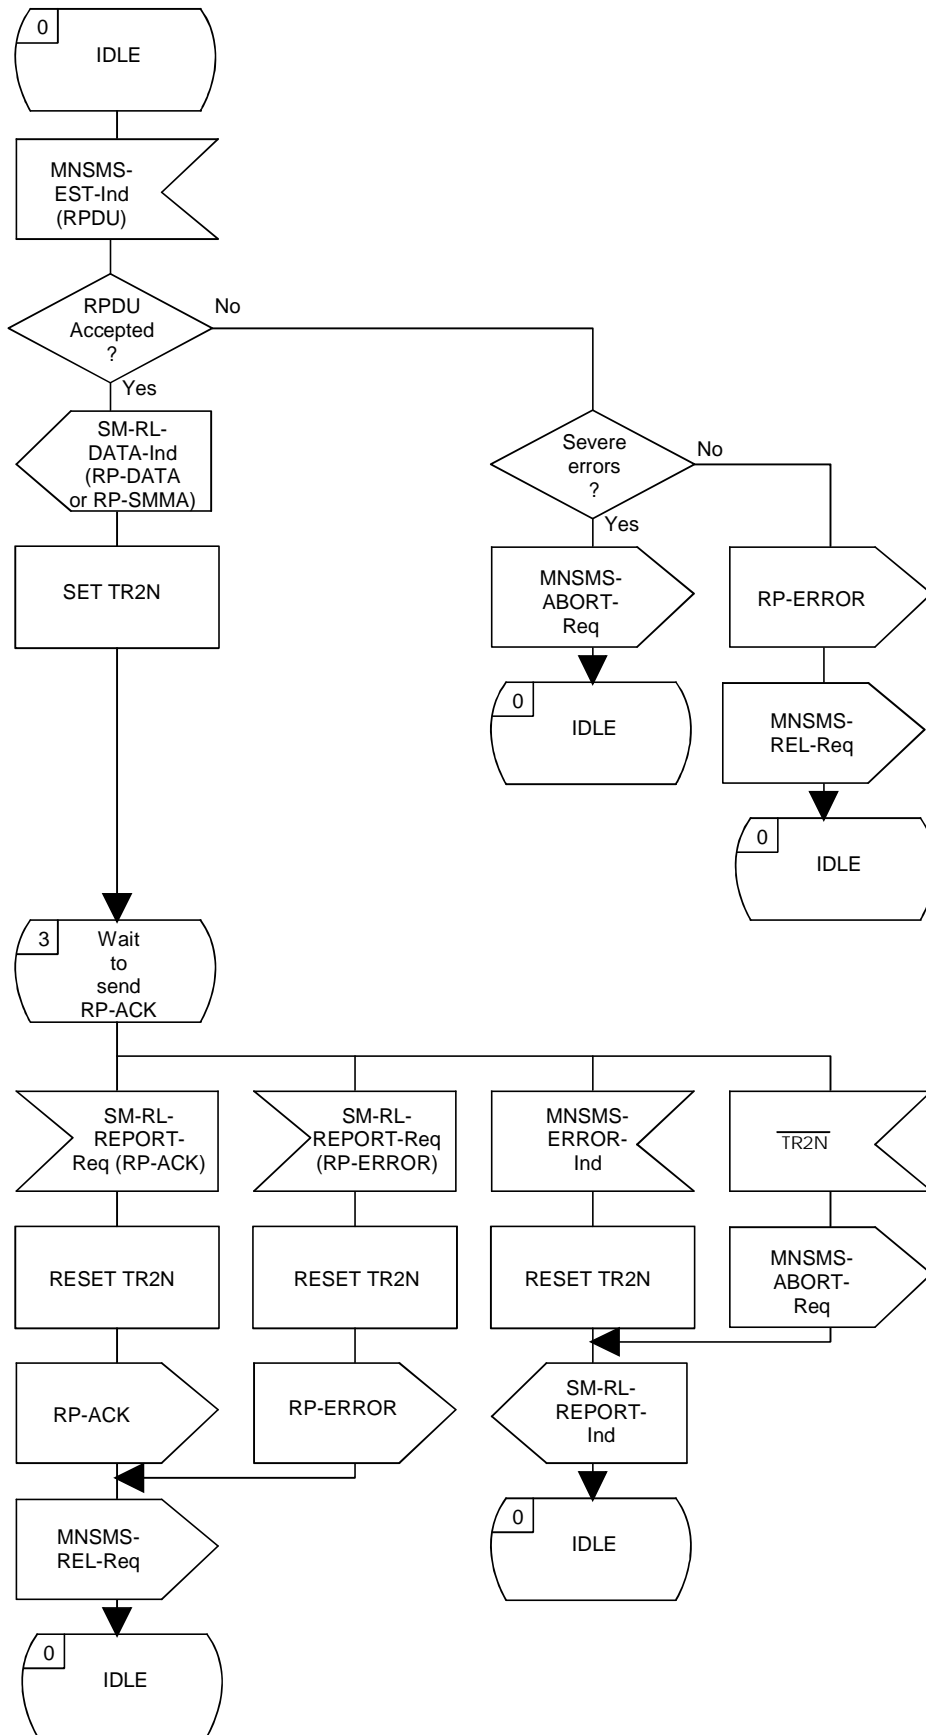 0
IDLE
MNSMS-
EST-Ind
(RPDU)
RPDU
Accepted
?
No
Yes
SM-RL-
DATA-Ind
(RP-DATA
or RP-SMMA)
Severe
errors
?
No
Yes
SET TR2N
MNSMS-
ABORT-
Req
RP-ERROR
0
IDLE
MNSMS-
REL-Req
0
IDLE
3
Wait
to
send
RP-ACK
SM-RL-
REPORT-
Req (RP-ACK)
SM-RL-
REPORT-Req
(RP-ERROR)
MNSMS-
ERROR-
Ind
TR2N
RESET TR2N
RESET TR2N
RESET TR2N
MNSMS-
ABORT-
Req
RP-ACK
RP-ERROR
SM-RL-
REPORT-
Ind
MNSMS-
REL-Req
0
IDLE
0
IDLE